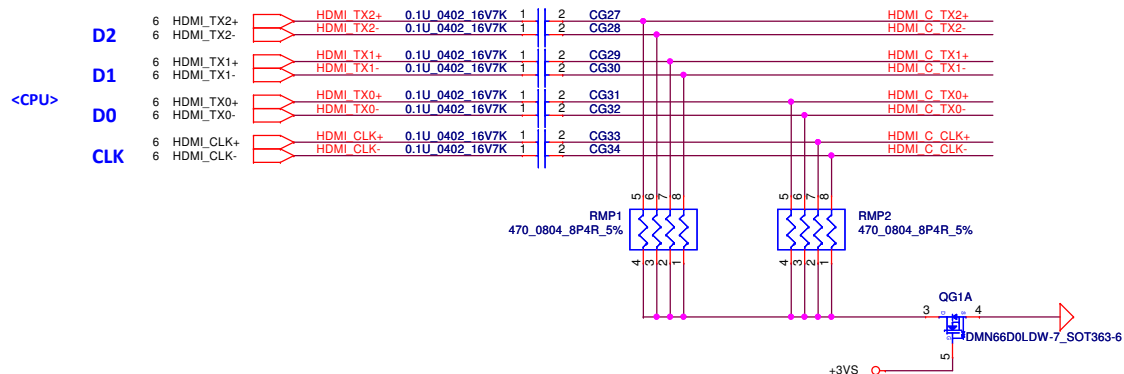 6 HDMI_TX2+ HDMI_TX2+ 0.1U_0402_16V7K 1 2 CG27 HDMI_C_TX2+
D2 6 HDMI_TX2- HDMI_TX2- 0.1U_0402_16V7K 1 2 CG28 HDMI_C_TX2-
6 HDMI_TX1+ HDMI_TX1+ 0.1U_0402_16V7K 1 2 CG29 HDMI_C_TX1+
D1 6 HDMI_TX1- HDMI_TX1- 0.1U_0402_16V7K 1 2 CG30 HDMI_C_TX1-
<CPU>
6 HDMI_TX0+ HDMI_TX0+ 0.1U_0402_16V7K 1 2 CG31 HDMI_C_TX0+
D0 6 HDMI_TX0- HDMI_TX0- 0.1U_0402_16V7K 1 2 CG32 HDMI_C_TX0-
6 HDMI_CLK+ HDMI_CLK+ 0.1U_0402_16V7K 1 2 CG33 HDMI_C_CLK+
CLK 6 HDMI_CLK- HDMI_CLK- 0.1U_0402_16V7K 1 2 CG34 HDMI_C_CLK-
5 6 7 8 5 6 7 8
RMP1 RMP2
470_0804_8P4R_5% 470_0804_8P4R_5%
4 3 2 1 4 3 2 1
QG1A
3 D S 4
G
DMN66D0LDW-7_SOT363-6
5
+3VS